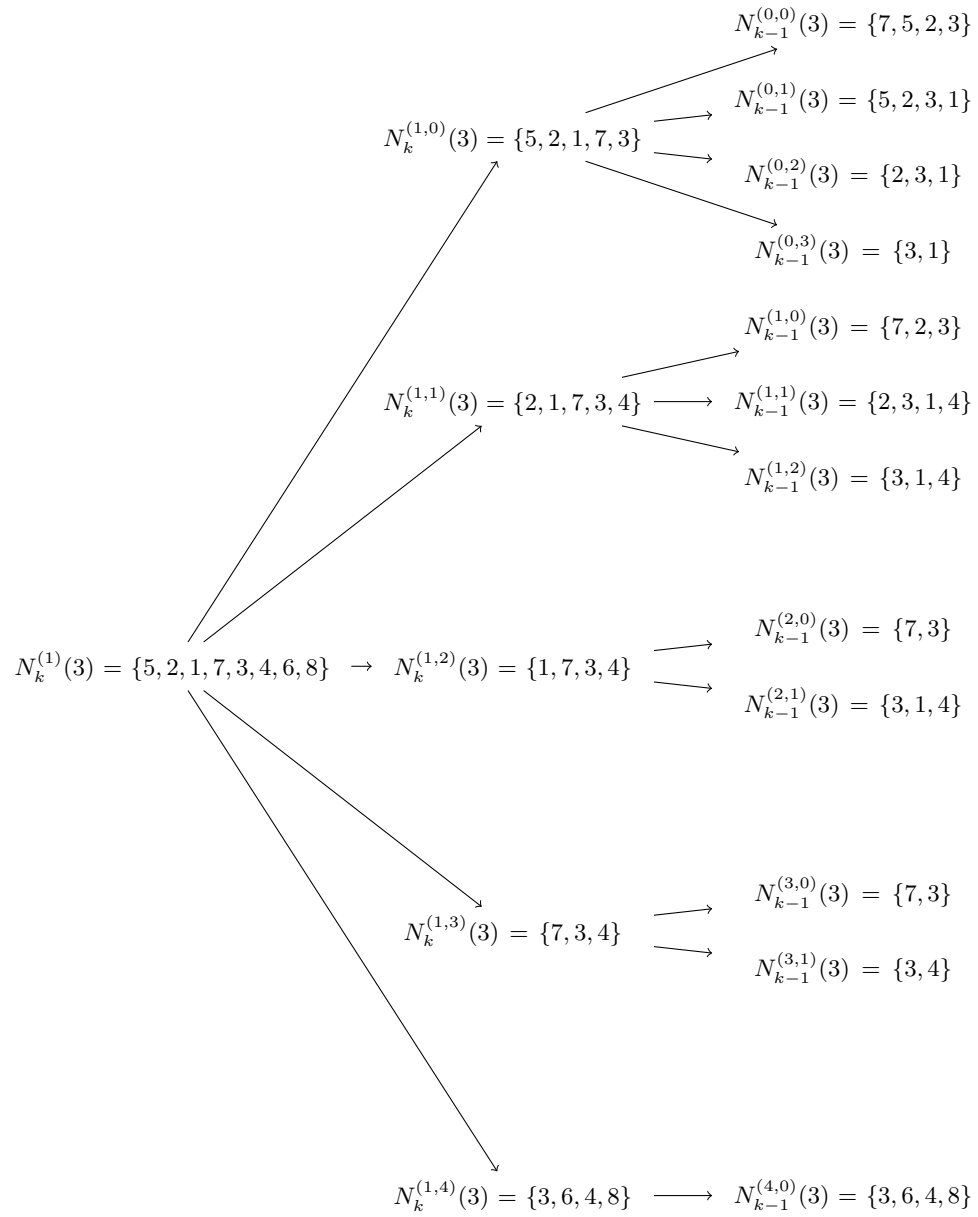 N_{k-1}^{(0,0)}(3) = {7, 5, 2, 3}
N_{k-1}^{(0,1)}(3) = {5, 2, 3, 1}
N_k^{(1,0)}(3) = {5, 2, 1, 7, 3}
N_{k-1}^{(0,2)}(3) = {2, 3, 1}
N_{k-1}^{(0,3)}(3) = {3, 1}
N_{k-1}^{(1,0)}(3) = {7, 2, 3}
N_k^{(1,1)}(3) = {2, 1, 7, 3, 4}
N_{k-1}^{(1,1)}(3) = {2, 3, 1, 4}
N_{k-1}^{(1,2)}(3) = {3, 1, 4}
N_{k-1}^{(2,0)}(3) = {7, 3}
N_k^{(1)}(3) = {5, 2, 1, 7, 3, 4, 6, 8}
N_k^{(1,2)}(3) = {1, 7, 3, 4}
N_{k-1}^{(2,1)}(3) = {3, 1, 4}
N_{k-1}^{(3,0)}(3) = {7, 3}
N_k^{(1,3)}(3) = {7, 3, 4}
N_{k-1}^{(3,1)}(3) = {3, 4}
N_k^{(1,4)}(3) = {3, 6, 4, 8}
N_{k-1}^{(4,0)}(3) = {3, 6, 4, 8}